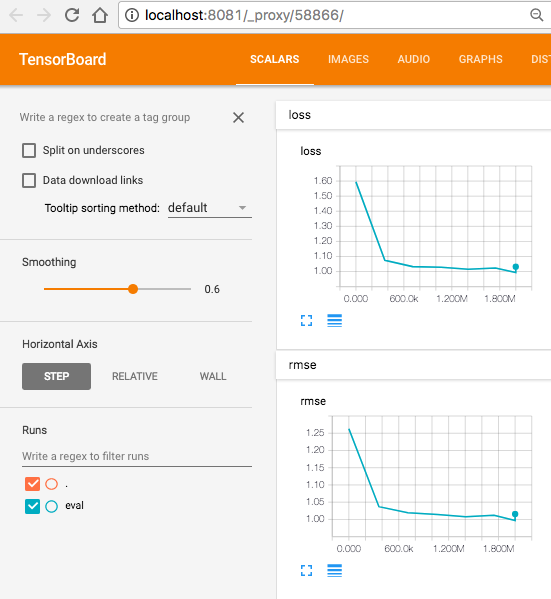 localhost:8081/_proxy/58866/
TensorBoard
SCALARS IMAGES AUDIO GRAPHS DIST
Write a regex to create a tag group
Split on underscores
Data download links
Tooltip sorting method: default
Smoothing
0.6
Horizontal Axis
STEP RELATIVE WALL
Runs
Write a regex to filter runs
.
eval
loss
loss
1.60
1.50
1.40
1.30
1.20
1.10
1.00
0.000 600.0k 1.200M 1.800M
rmse
rmse
1.25
1.20
1.15
1.10
1.05
1.00
0.000 600.0k 1.200M 1.800M